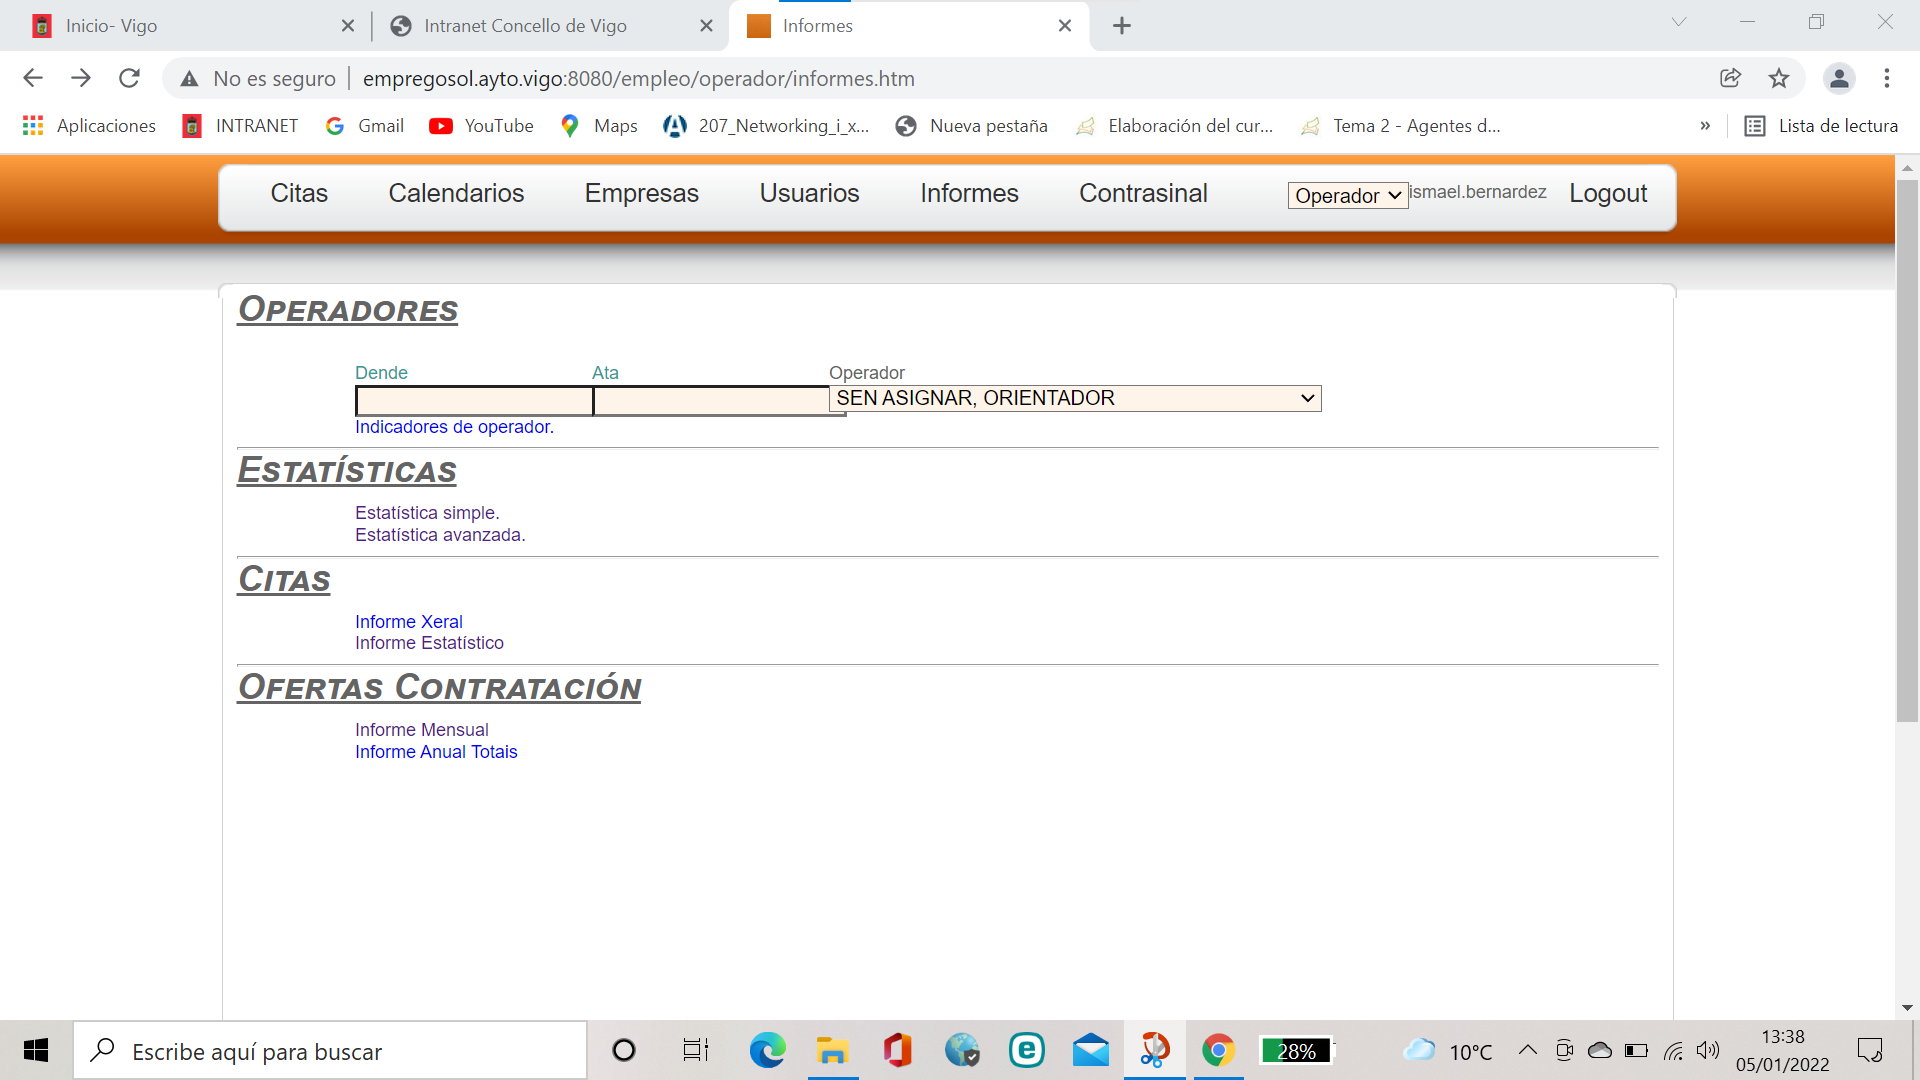 Inicio- Vigo
Intranet Concello de Vigo
Informes
No es seguro
empregosol.ayto.vigo:8080/empleo/operador/informes.htm
Aplicaciones
INTRANET
Gmail
YouTube
Maps
207_Networking_i_x...
Nueva pestaña
Elaboración del cur...
Tema 2 - Agentes d...
»
Lista de lectura
Citas
Calendarios
Empresas
Usuarios
Informes
Contrasinal
Operador
ismael.bernardez
Logout
OPERADORES
Dende
Ata
Operador
SEN ASIGNAR, ORIENTADOR
Indicadores de operador.
ESTATÍSTICAS
Estatística simple.
Estatística avanzada.
CITAS
Informe Xeral
Informe Estatístico
OFERTAS CONTRATACIÓN
Informe Mensual
Informe Anual Totais
Escribe aquí para buscar
28%
10°C
13:38
05/01/2022